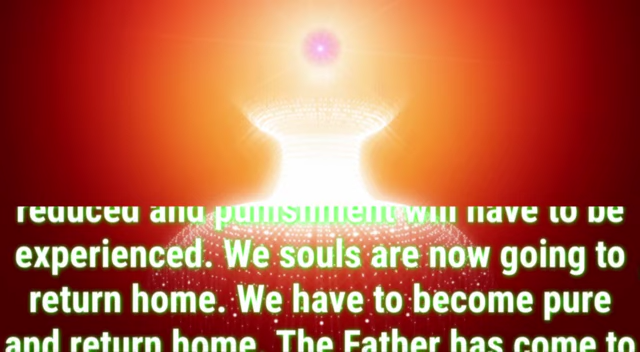 reduced and punishment will have to be
experienced. We souls are now going to
return home. We have to become pure
and return home. The Father has come to